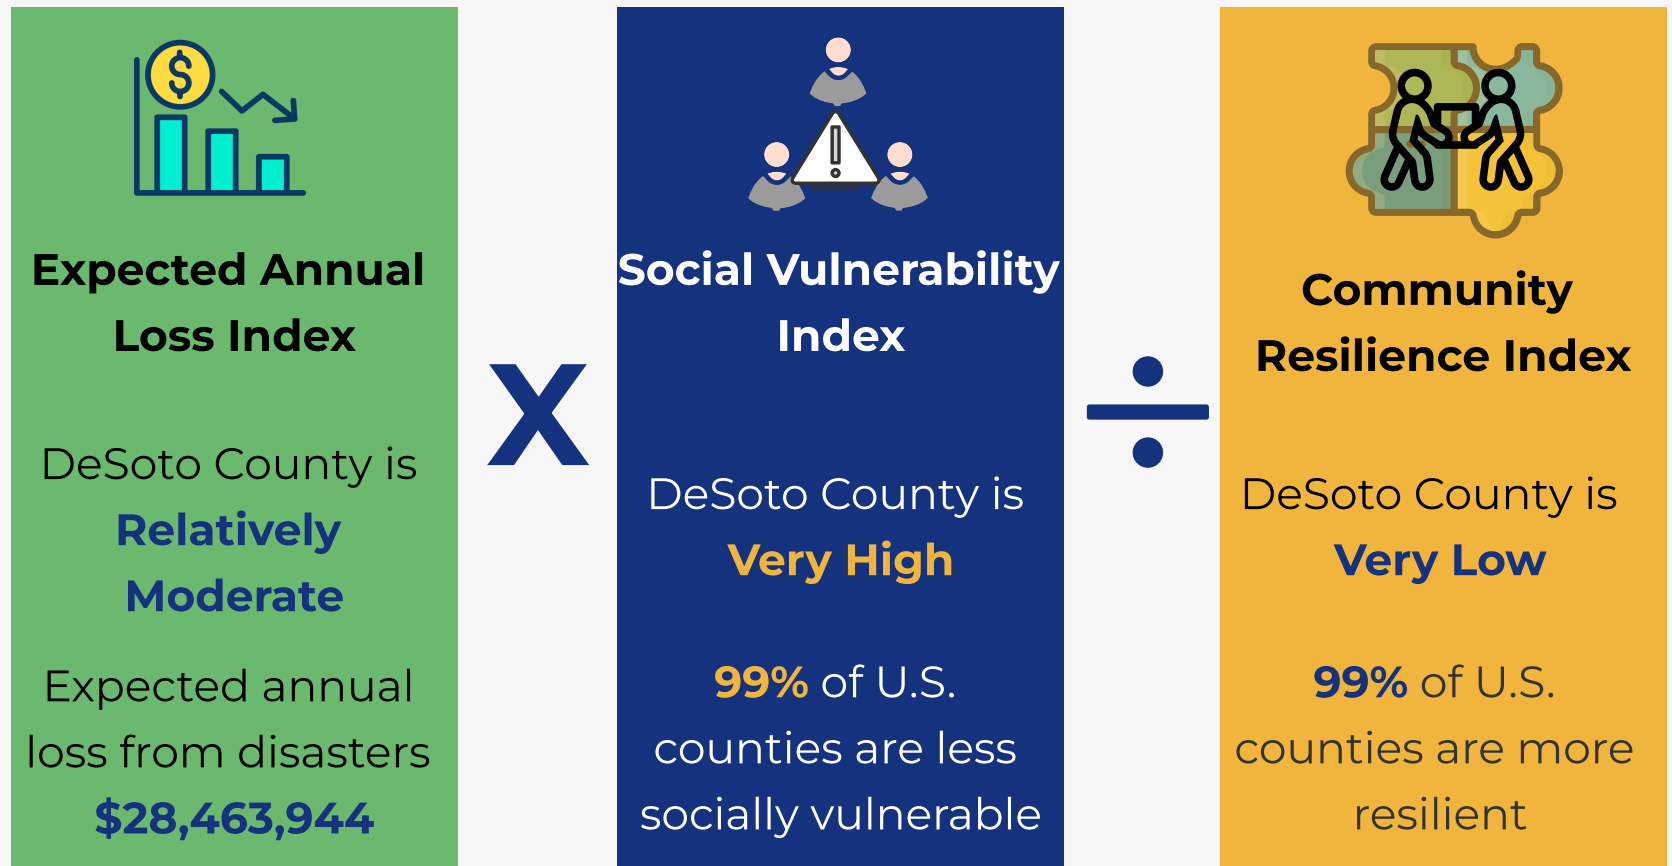 $
Expected Annual
Loss Index
DeSoto County is
Relatively
Moderate
Expected annual
loss from disasters
$28,463,944
X
!
Social Vulnerability
Index
DeSoto County is
Very High
99% of U.S.
counties are less
socially vulnerable
÷
Community
Resilience Index
DeSoto County is
Very Low
99% of U.S.
counties are more
resilient